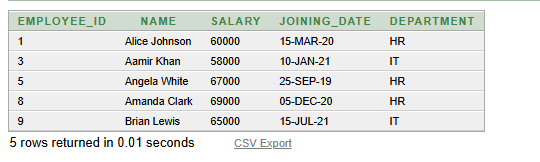 EMPLOYEE_ID NAME SALARY JOINING_DATE DEPARTMENT
1 Alice Johnson 60000 15-MAR-20 HR
3 Aamir Khan 58000 10-JAN-21 IT
5 Angela White 67000 25-SEP-19 HR
8 Amanda Clark 69000 05-DEC-20 HR
9 Brian Lewis 65000 15-JUL-21 IT
5 rows returned in 0.01 seconds CSV Export